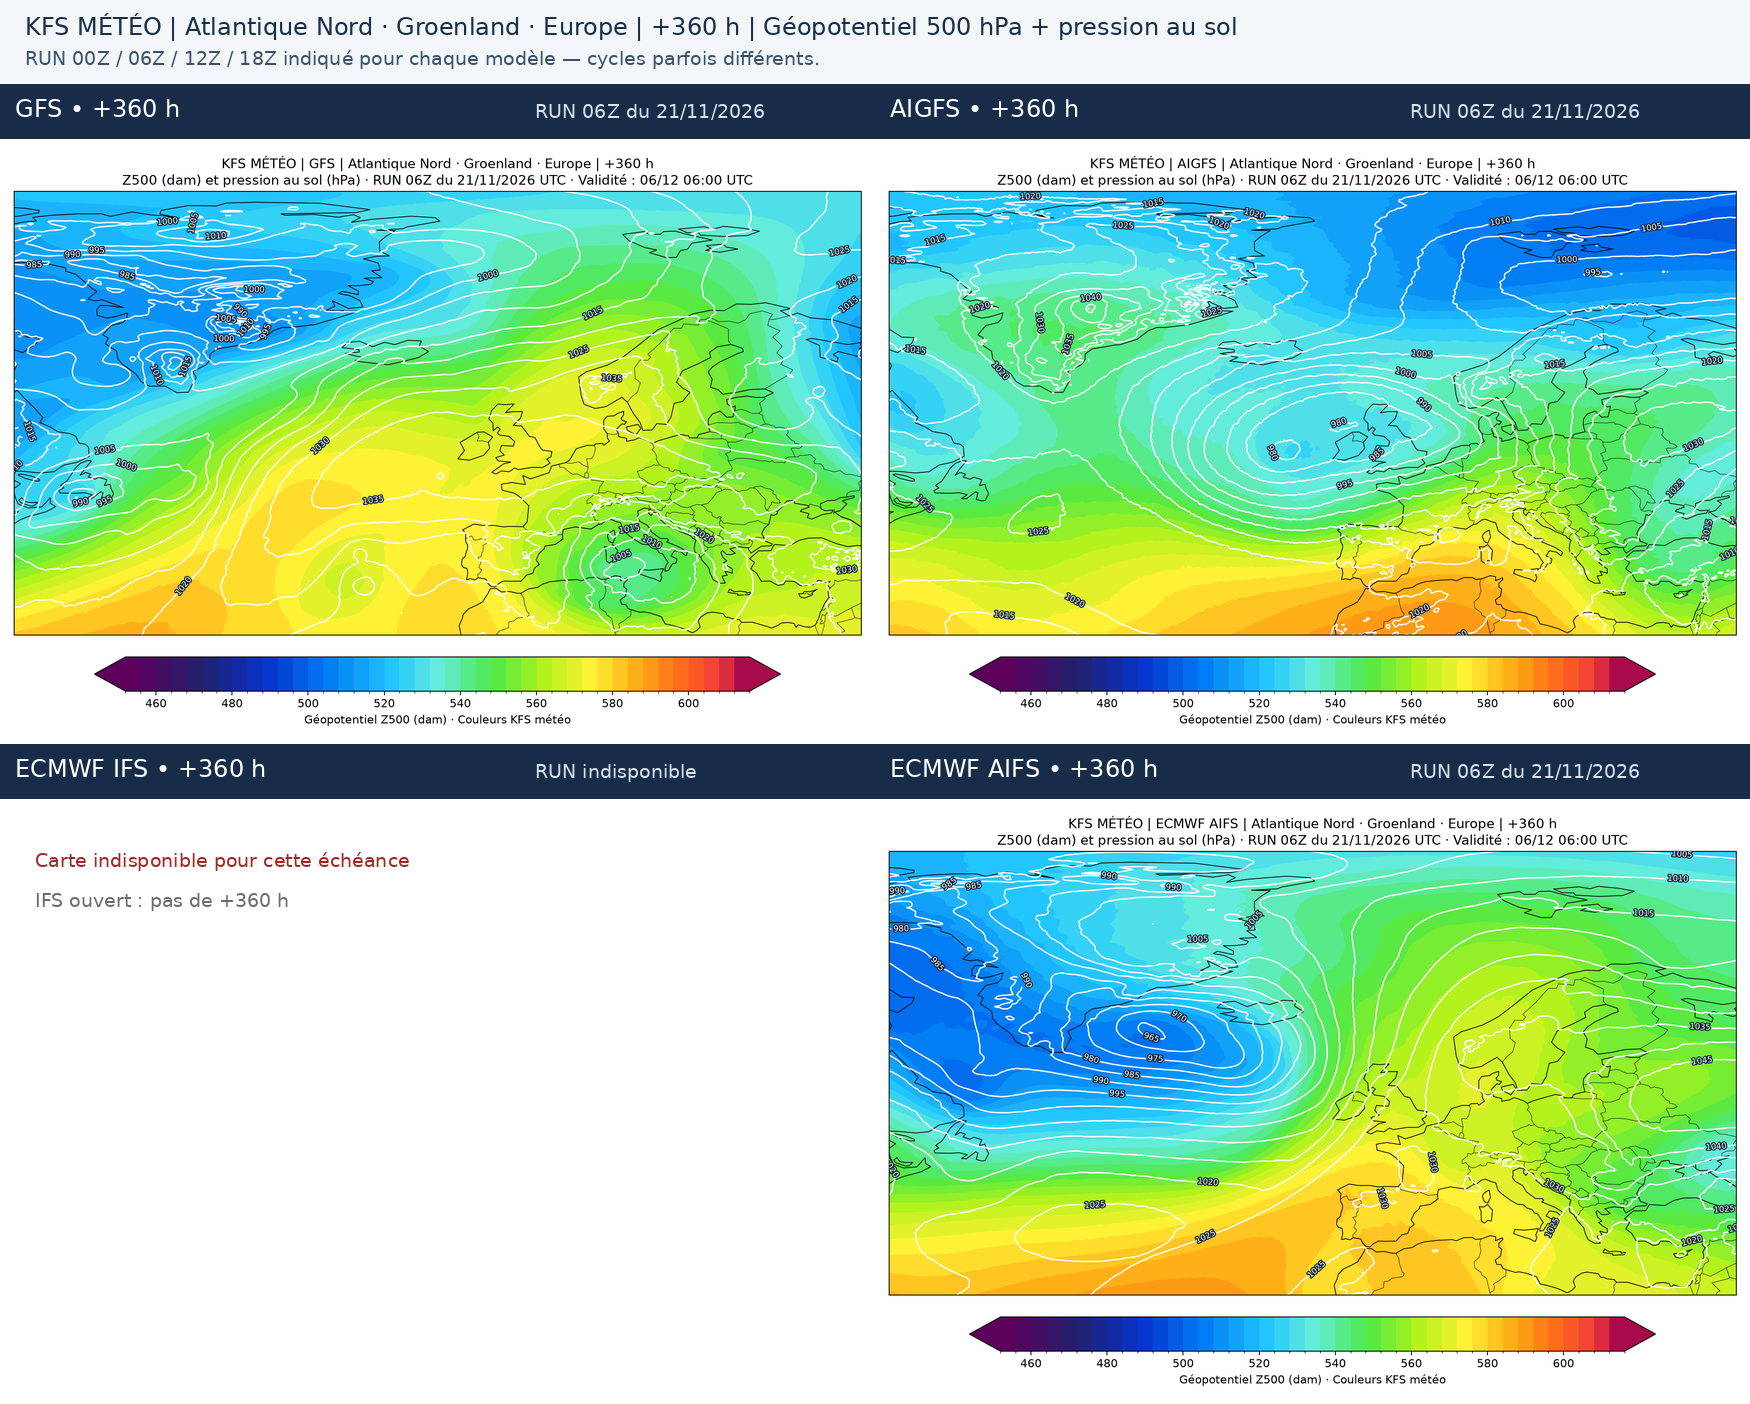 KFS MÉTÉO | Atlantique Nord · Groenland · Europe | +360 h | Géopotentiel 500 hPa + pression au sol
RUN 00Z / 06Z / 12Z / 18Z indiqué pour chaque modèle — cycles parfois différents.
GFS • +360 h
RUN 06Z du 21/11/2026
AIGFS • +360 h
RUN 06Z du 21/11/2026
KFS MÉTÉO | GFS | Atlantique Nord · Groenland · Europe | +360 h
Z500 (dam) et pression au sol (hPa) · RUN 06Z du 21/11/2026 UTC · Validité : 06/12 06:00 UTC
KFS MÉTÉO | AIGFS | Atlantique Nord · Groenland · Europe | +360 h
Z500 (dam) et pression au sol (hPa) · RUN 06Z du 21/11/2026 UTC · Validité : 06/12 06:00 UTC
460 480 500 520 540 560 580 600
Géopotentiel Z500 (dam) · Couleurs KFS météo
460 480 500 520 540 560 580 600
Géopotentiel Z500 (dam) · Couleurs KFS météo
ECMWF IFS • +360 h
RUN indisponible
ECMWF AIFS • +360 h
RUN 06Z du 21/11/2026
Carte indisponible pour cette échéance
IFS ouvert : pas de +360 h
KFS MÉTÉO | ECMWF AIFS | Atlantique Nord · Groenland · Europe | +360 h
Z500 (dam) et pression au sol (hPa) · RUN 06Z du 21/11/2026 UTC · Validité : 06/12 06:00 UTC
460 480 500 520 540 560 580 600
Géopotentiel Z500 (dam) · Couleurs KFS météo